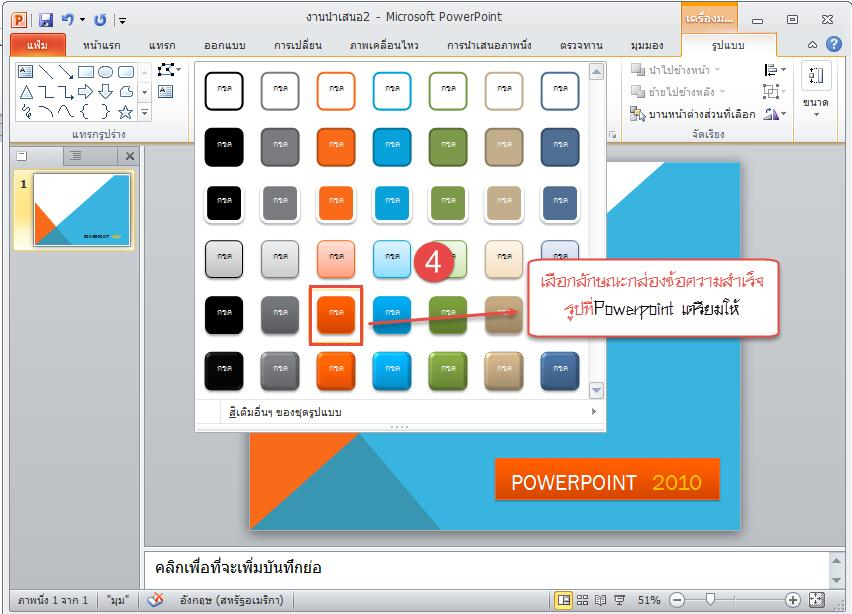 งานนำเสนอ2 - Microsoft PowerPoint
เครื่องม...
แฟ้ม หน้าแรก แทรก ออกแบบ การเปลี่ยน ภาพเคลื่อนไหว การนำเสนอภาพนิ่ง ตรวจทาน มุมมอง รูปแบบ
นำไปข้างหน้า
ย้ายไปข้างหลัง
บานหน้าต่างส่วนที่เลือก
ขนาด
แทรกรูปร่าง
จัดเรียง
กขค กขค กขค กขค กขค กขค กขค
กขค กขค กขค กขค กขค กขค กขค
กขค กขค กขค กขค กขค กขค กขค
กขค กขค กขค กขค กขค กขค
กขค กขค กขค กขค กขค กขค
กขค กขค กขค กขค กขค กขค กขค
4
เลือกลักษณะกล่องข้อความสำเร็จ
รูปที่Powerpoint เตรียมให้
สีเติมอื่นๆ ของชุดรูปแบบ
1
POWERPOINT 2010
POWERPOINT 2010
คลิกเพื่อที่จะเพิ่มบันทึกย่อ
ภาพนิ่ง 1 จาก 1 "มุม" อังกฤษ (สหรัฐอเมริกา) 51%